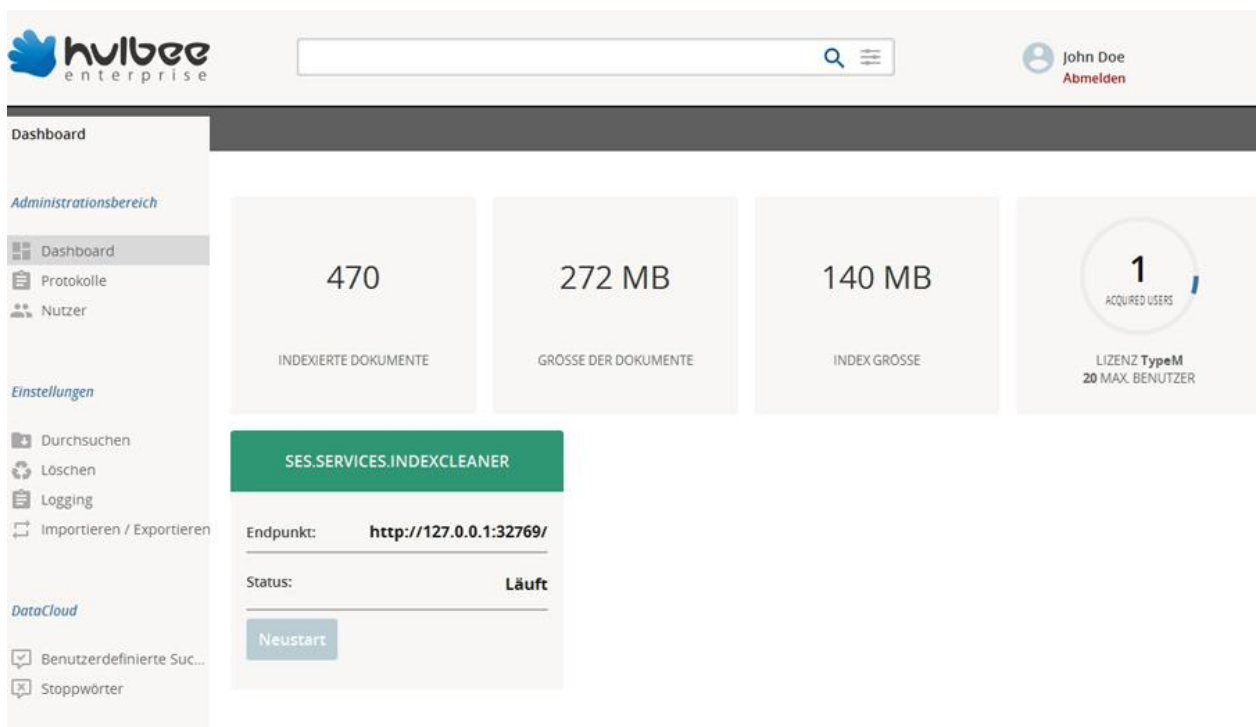 hulbee
enterprise
John Doe
Abmelden
Dashboard
Administrationsbereich
Dashboard
Protokolle
Nutzer
Einstellungen
Durchsuchen
Löschen
Logging
Importieren / Exportieren
DataCloud
Benutzerdefinierte Suc...
Stoppwörter
470
INDEXIERTE DOKUMENTE
272 MB
GRÖSSE DER DOKUMENTE
140 MB
INDEX GRÖSSE
1
ACQUIRED USERS
LIZENZ TypeM
20 MAX. BENUTZER
SES.SERVICES.INDEXCLEANER
Endpunkt: http://127.0.0.1:32769/
Status: Läuft
Neustart